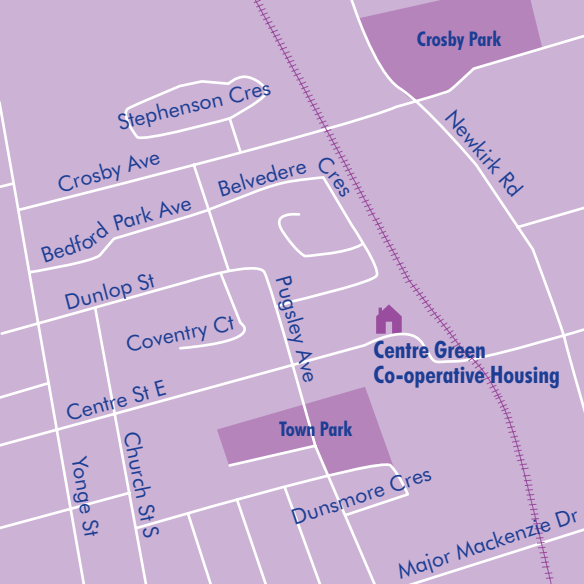 Crosby Park
Stephenson Cres
Newkirk Rd
Crosby Ave
Belvedere Cres
Bedford Park Ave
Dunlop St
Pugsley Ave
Coventry Ct
Centre Green
Co-operative Housing
Centre St E
Town Park
Church St S
Yonge St
Dunsmore Cres
Major Mackenzie Dr